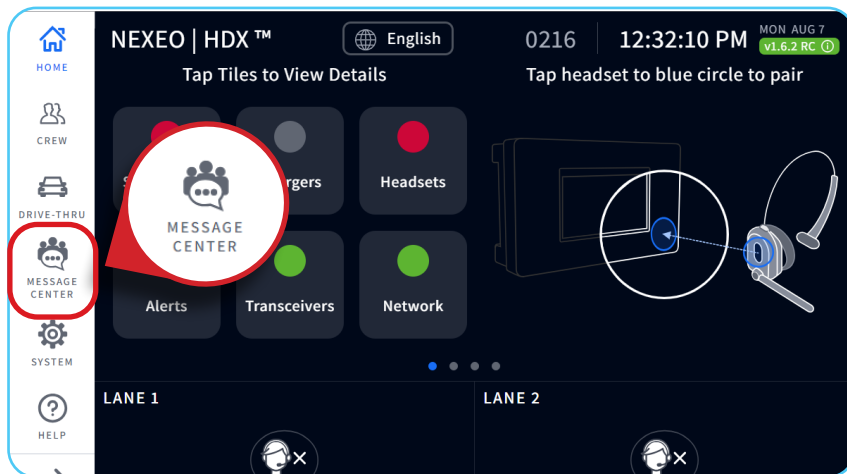 HOME
CREW
DRIVE-THRU
MESSAGE
CENTER
SYSTEM
HELP
NEXEO | HDX ™
English
0216
12:32:10 PM
MON AUG 7
v1.6.2 RC
Tap Tiles to View Details
Tap headset to blue circle to pair
Headsets
MESSAGE
CENTER
Alerts
Transceivers
Network
LANE 1
LANE 2